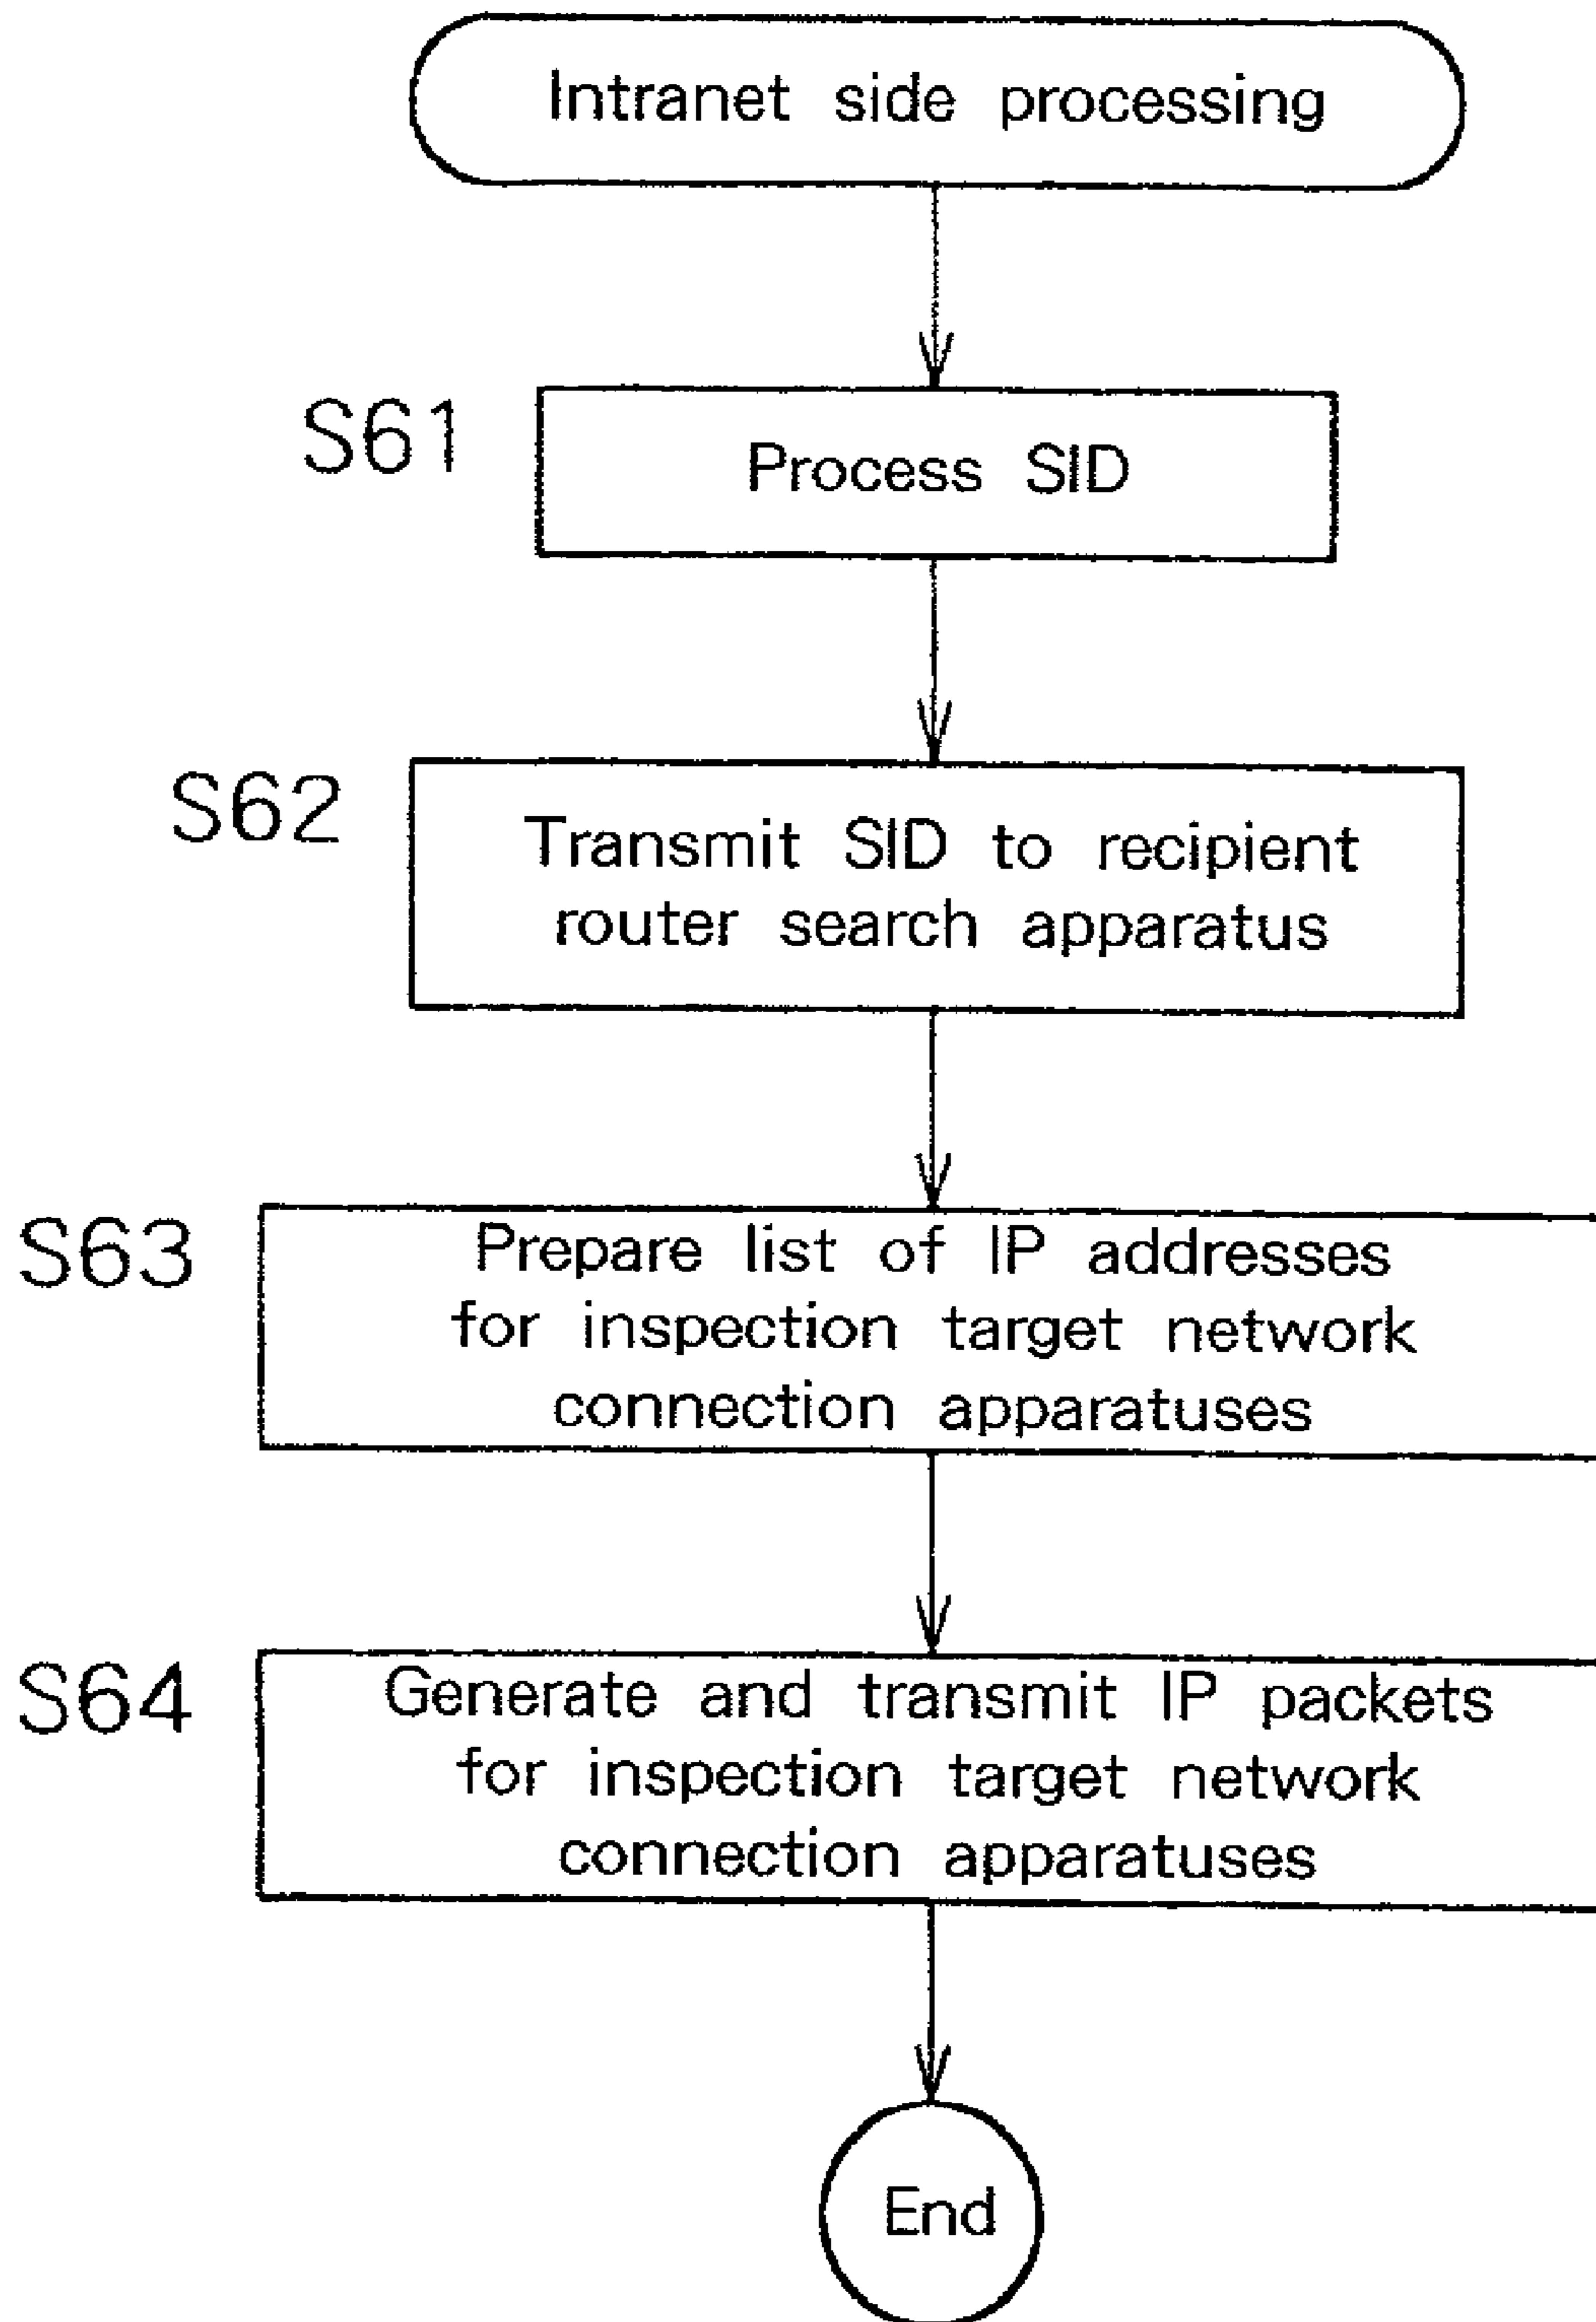 Intranet side processing
S61
Process SID
S62
Transmit SID to recipient
router search apparatus
S63
Prepare list of IP addresses
for inspection target network
connection apparatuses
S64
Generate and transmit IP packets
for inspection target network
connection apparatuses
End